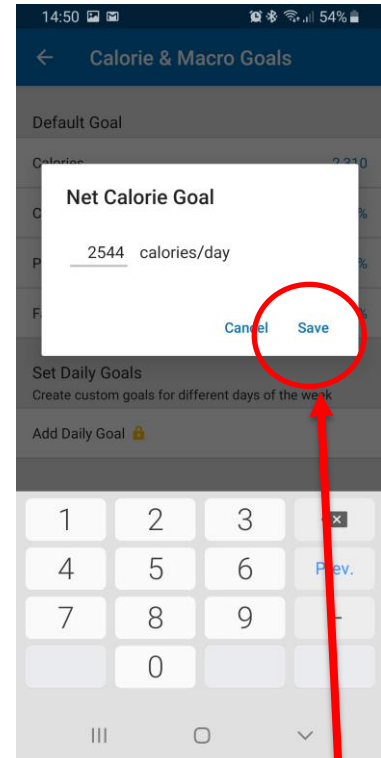 14:50 54%
Calorie & Macro Goals
Default Goal
Calories 2,310
C %
Net Calorie Goal
P %
2544 calories/day
F %
Cancel Save
Set Daily Goals
Create custom goals for different days of the week
Add Daily Goal
1 2 3
4 5 6 Prev.
7 8 9 -
0